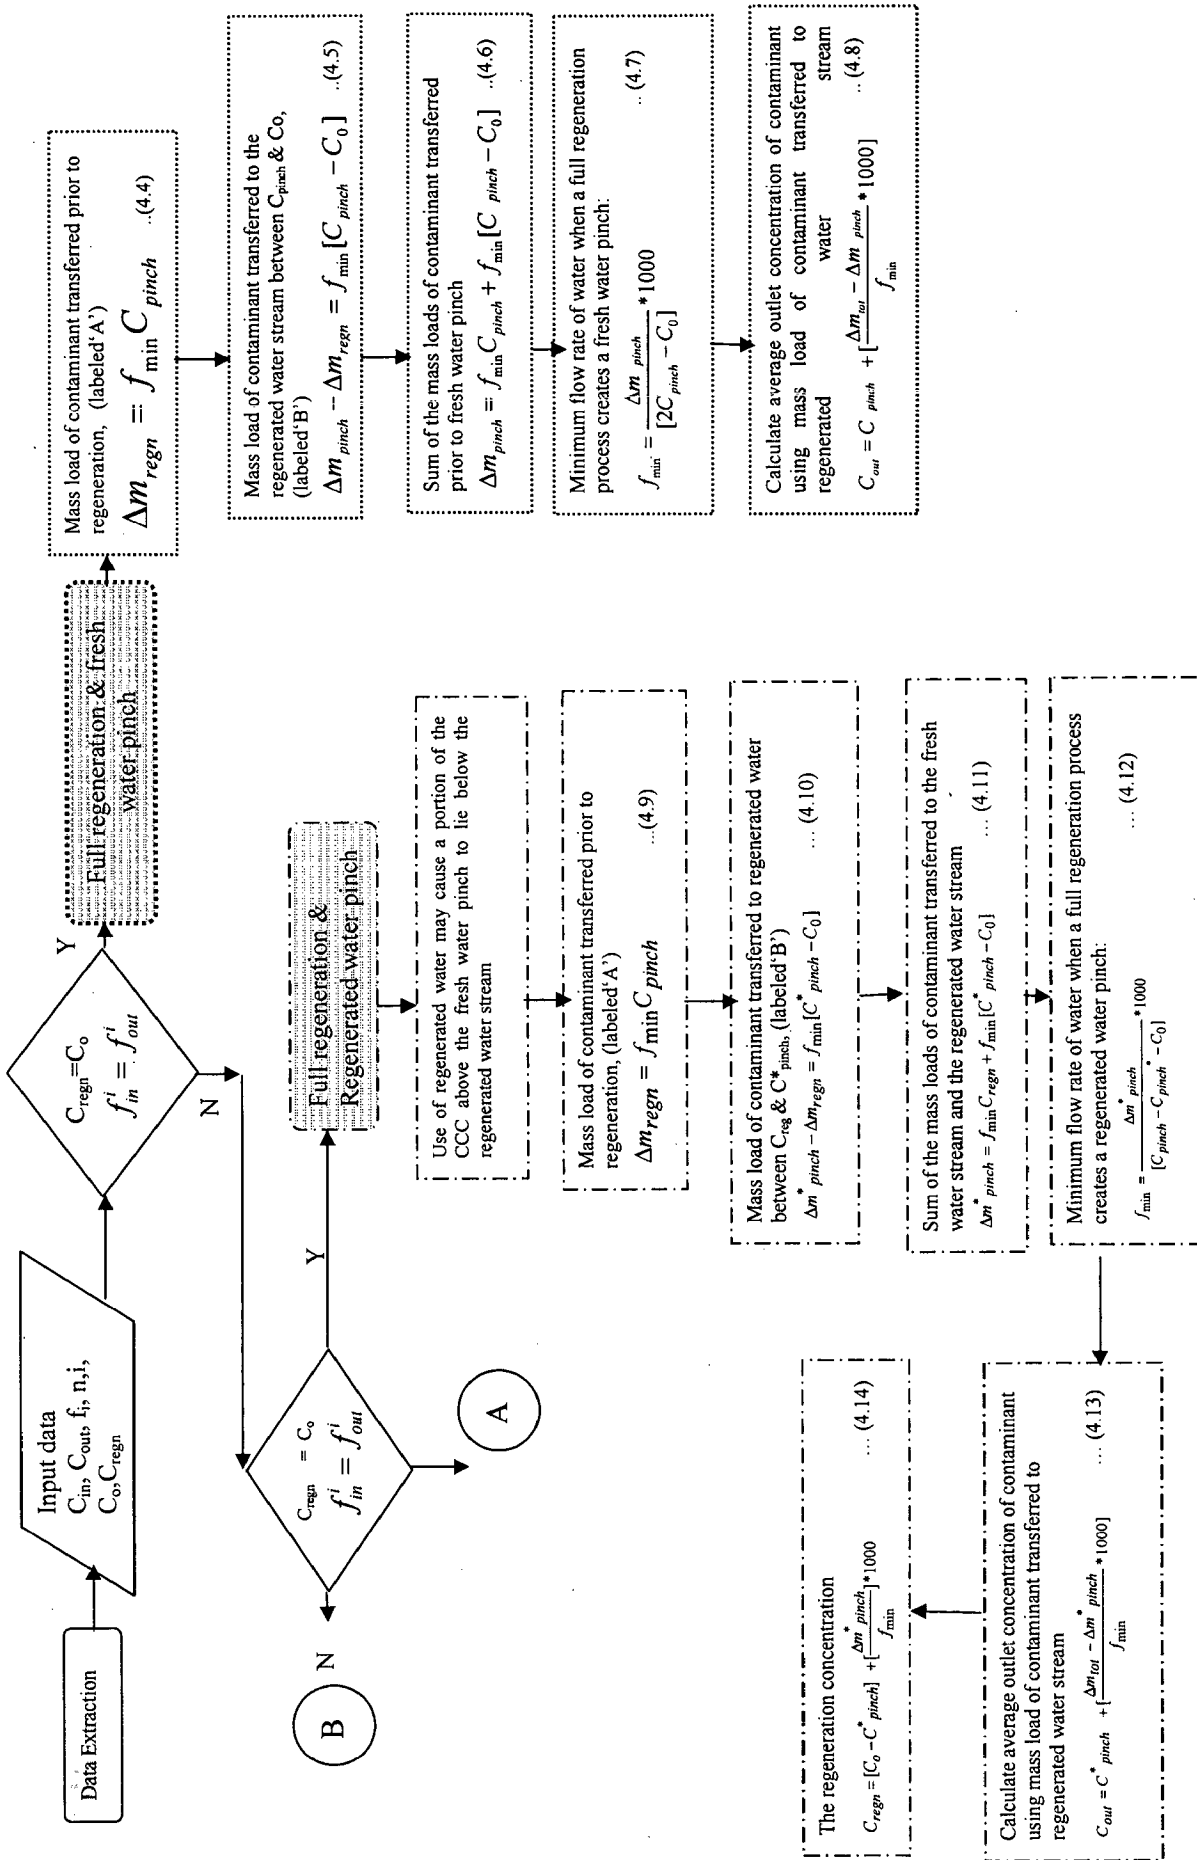 Data Extraction
Input data
C_in, C_out, f_i, n,i,
C_o,C_regn
C_regn=C_o
f^i_in = f^i_out
Y
N
Full regeneration & fresh
water pinch
Mass load of contaminant transferred prior to
regeneration, (labeled‘A’)
Δm_regn = f_min C_pinch ..(4.4)
Mass load of contaminant transferred to the
regenerated water stream between C_pinch & Co,
(labeled‘B’)
Δm_pinch − Δm_regn = f_min [C_pinch − C_0] ..(4.5)
Sum of the mass loads of contaminant transferred
prior to fresh water pinch
Δm_pinch = f_min C_pinch + f_min [C_pinch − C_0] ..(4.6)
Minimum flow rate of water when a full regeneration
process creates a fresh water pinch:
f_min = Δm_pinch / [2C_pinch − C_0] *1000 .. (4.7)
Calculate average outlet concentration of contaminant
using mass load of contaminant transferred to
regenerated water stream
C_out = C_pinch + [(Δm_tot − Δm_pinch) / f_min *1000] .. (4.8)
C_regn = C_o
f^i_in = f^i_out
Y
N
B
A
Full regeneration &
Regenerated water pinch
Use of regenerated water may cause a portion of the
CCC above the fresh water pinch to lie below the
regenerated water stream
Mass load of contaminant transferred prior to
regeneration, (labeled‘A’)
Δm_regn = f_min C_pinch ...(4.9)
Mass load of contaminant transferred to regenerated water
between C_reg & C*_pinch, (labeled‘B’)
Δm*_pinch − Δm_regn = f_min [C*_pinch − C_0] ... (4.10)
Sum of the mass loads of contaminant transferred to the fresh
water stream and the regenerated water stream
Δm*_pinch = f_min C_regn + f_min [C*_pinch − C_0] ... (4.11)
Minimum flow rate of water when a full regeneration process
creates a regenerated water pinch:
f_min = Δm*_pinch / [C_pinch − C_pinch* − C_0] *1000 .... (4.12)
Calculate average outlet concentration of contaminant
using mass load of contaminant transferred to
regenerated water stream
C_out = C*_pinch + [(Δm_tot − Δm*_pinch) / f_min *1000] ... (4.13)
The regeneration concentration
C_regn = [C_o − C*_pinch] + [Δm*_pinch / f_min]*1000 ... (4.14)